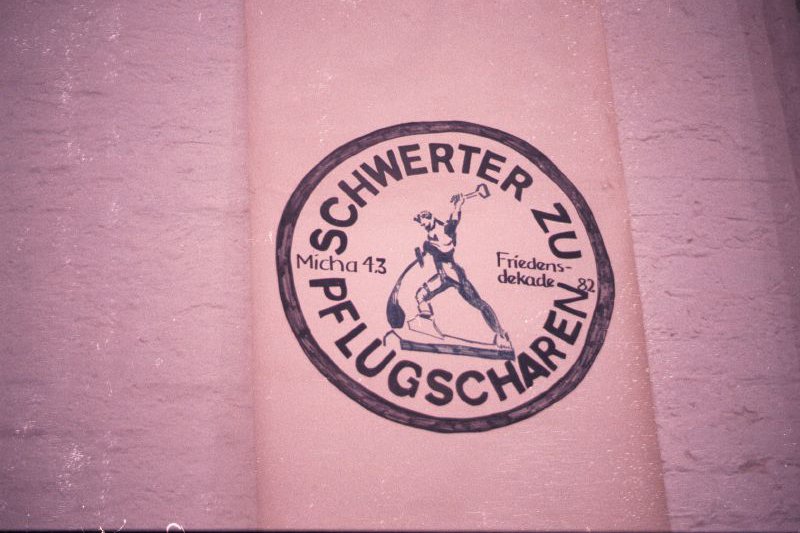 SCHWERTER ZU
Micha 4.3
Friedens-
dekade 82
PFLUGSCHAREN